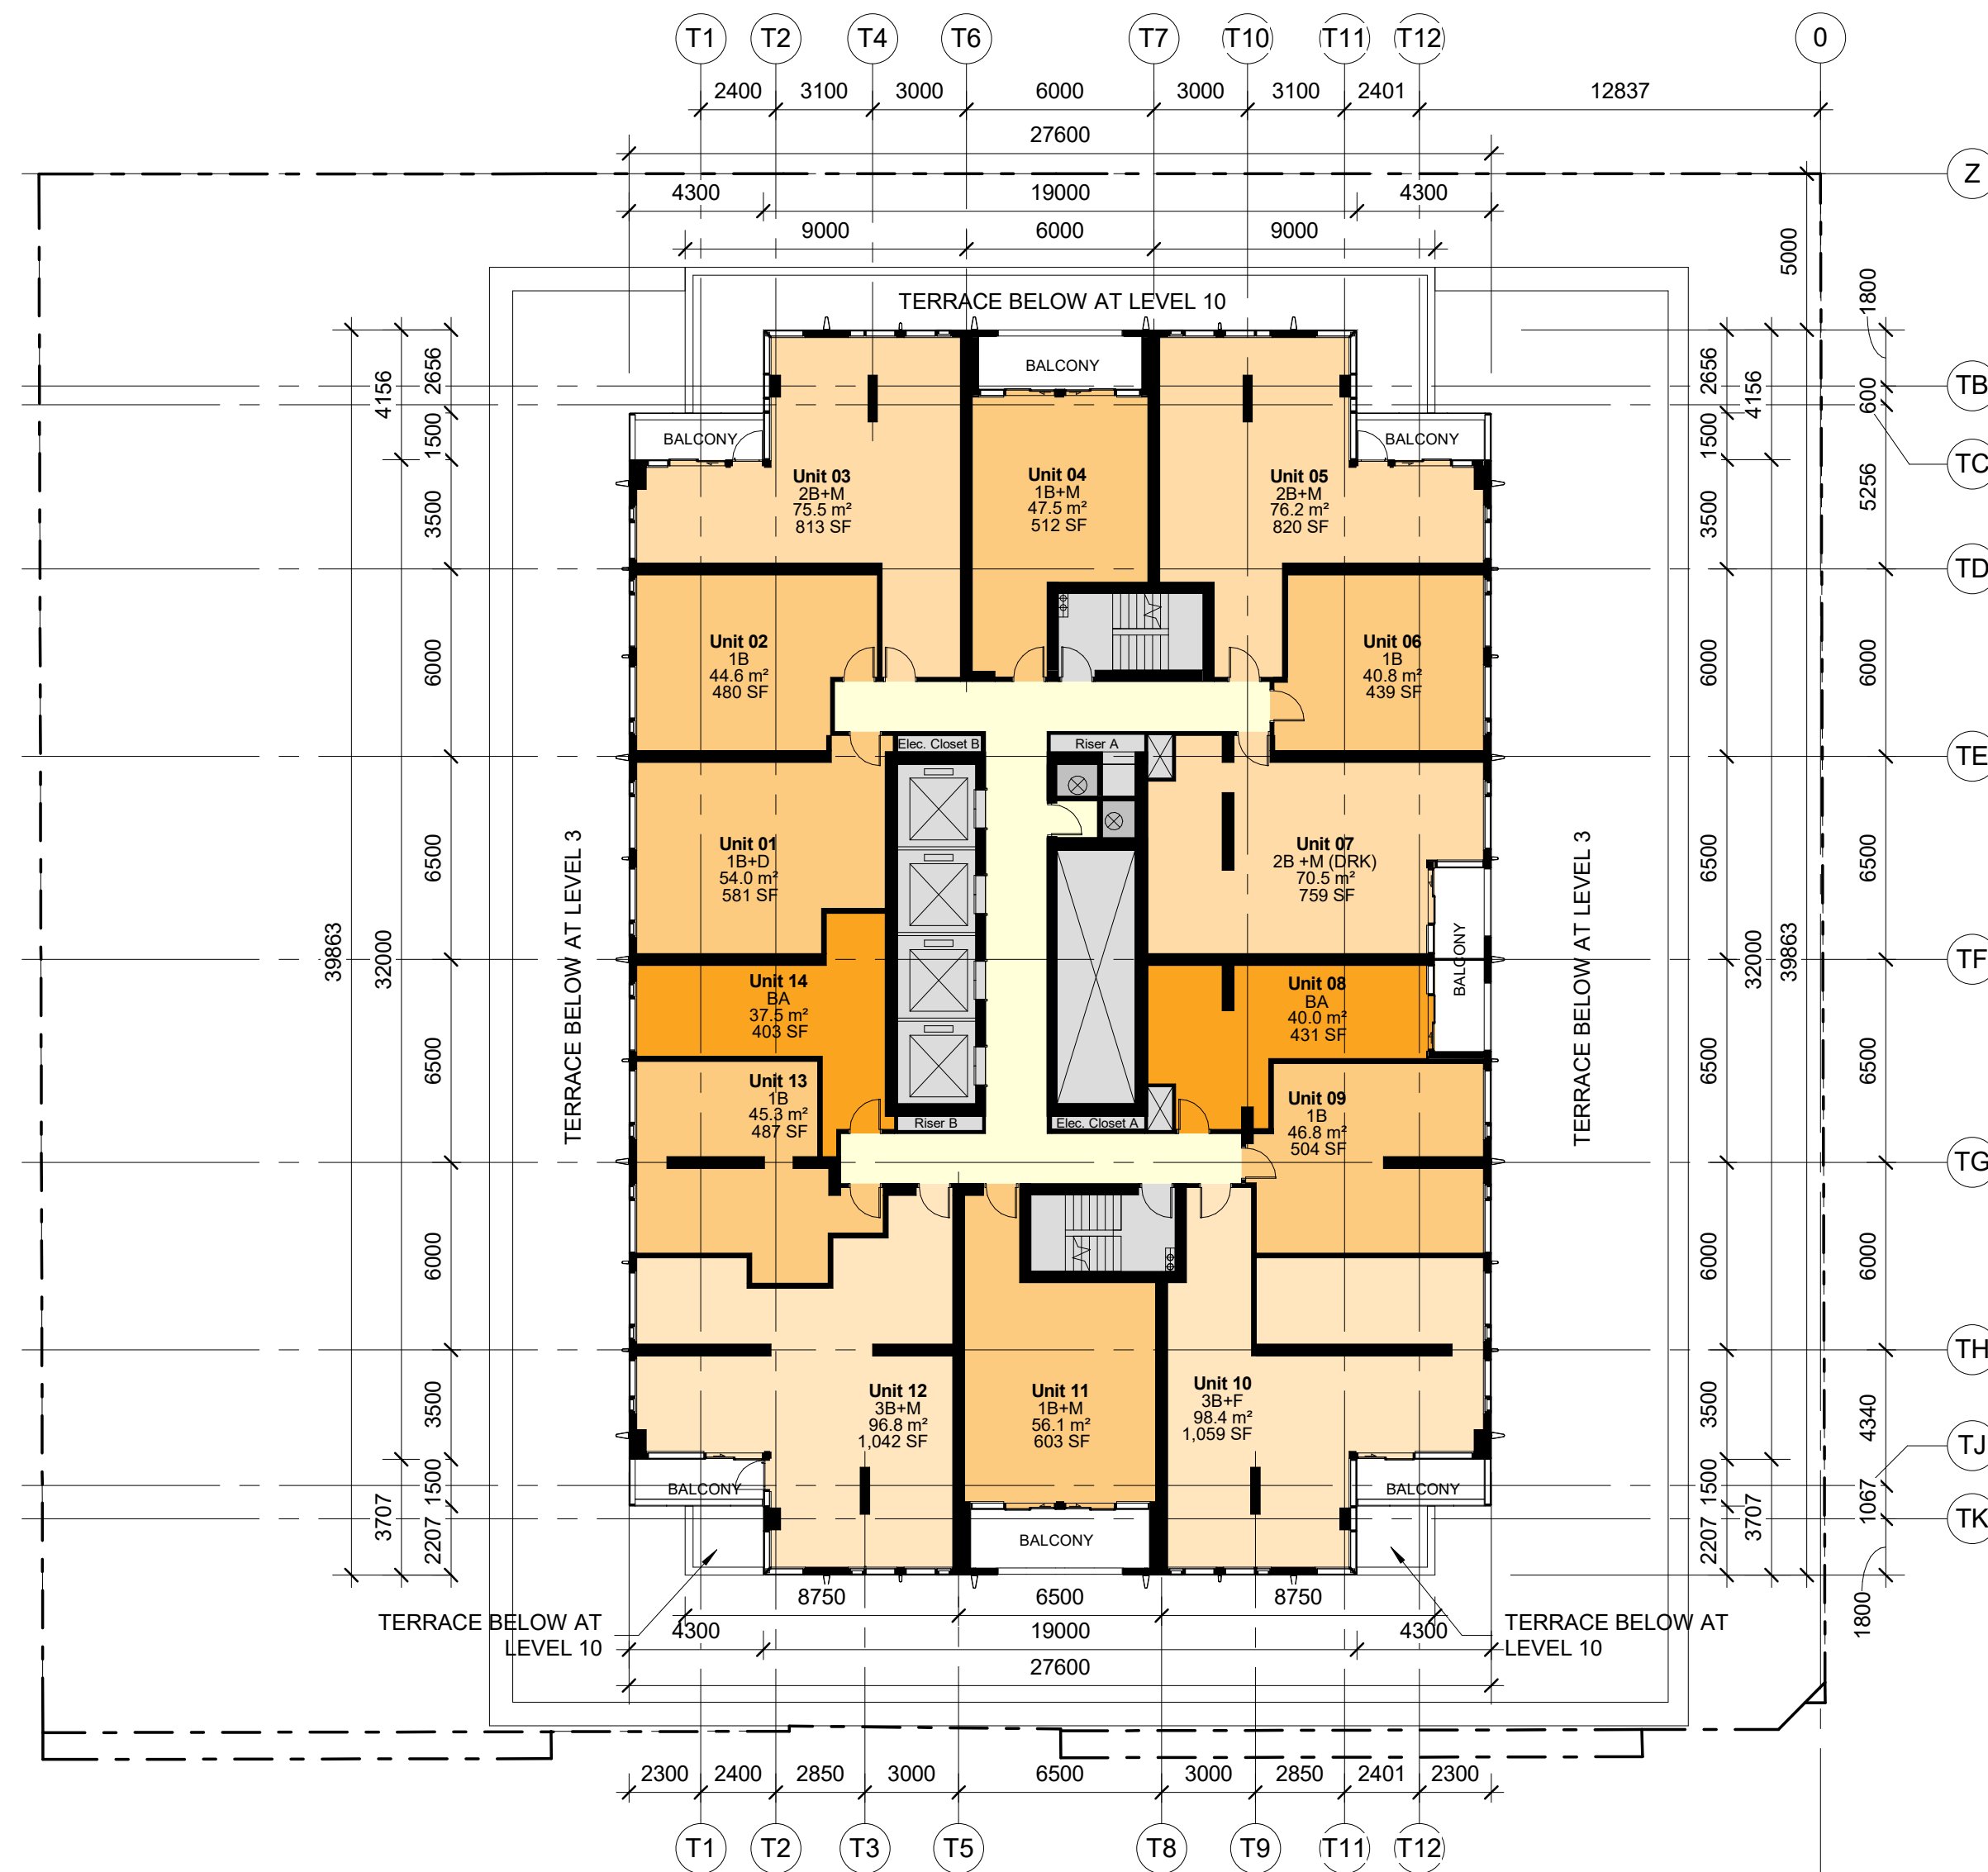 T1 T2 T4 T6 T7 T10 T11 T12 0
2400 3100 3000 6000 3000 3100 2401 12837
27600
Z
4300 19000 4300
9000 6000 9000
5000
1800
TERRACE BELOW AT LEVEL 10
2656
4156
1500
3500
6000
6500
6500
6000
3500
1500
2207
3707
39863
32000
2656
4156
1500
3500
6000
6500
6500
6000
3500
1500
2207
3707
32000
39863
600
5256
6000
6500
6500
6000
4340
1067
1800
TB
TC
TD
TE
TF
TG
TH
TJ
TK
BALCONY
BALCONY
BALCONY
Unit 03
2B+M
75.5 m²
813 SF
Unit 04
1B+M
47.5 m²
512 SF
Unit 05
2B+M
76.2 m²
820 SF
Unit 02
1B
44.6 m²
480 SF
Unit 06
1B
40.8 m²
439 SF
Elec. Closet B
Riser A
TERRACE BELOW AT LEVEL 3
Unit 01
1B+D
54.0 m²
581 SF
Unit 07
2B +M (DRK)
70.5 m²
759 SF
BALCONY
TERRACE BELOW AT LEVEL 3
Unit 14
BA
37.5 m²
403 SF
Unit 08
BA
40.0 m²
431 SF
Unit 13
1B
45.3 m²
487 SF
Unit 09
1B
46.8 m²
504 SF
Riser B
Elec. Closet A
Unit 12
3B+M
96.8 m²
1,042 SF
Unit 11
1B+M
56.1 m²
603 SF
Unit 10
3B+F
98.4 m²
1,059 SF
BALCONY
BALCONY
BALCONY
8750 6500 8750
TERRACE BELOW AT
LEVEL 10
TERRACE BELOW AT
LEVEL 10
4300 19000 4300
27600
2300 2400 2850 3000 6500 3000 2850 2401 2300
T1 T2 T3 T5 T8 T9 T11 T12